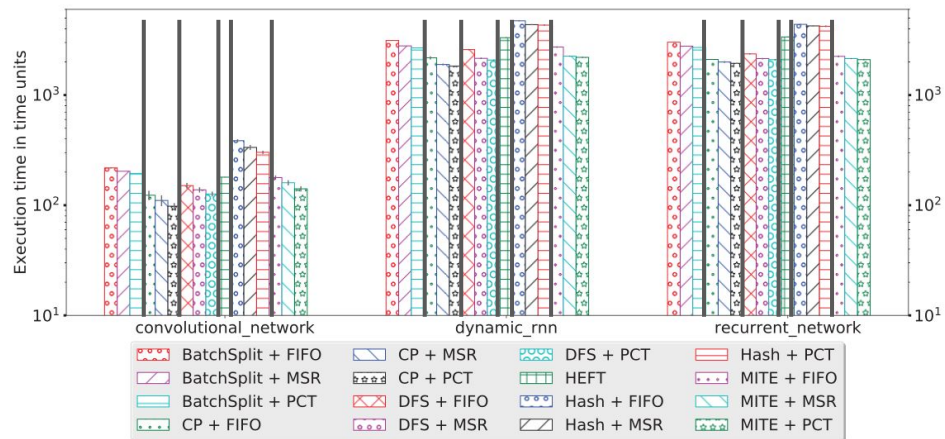 Execution time in time units
10³ 10³
10² 10²
10¹ 10¹
convolutional_network dynamic_rnn recurrent_network
BatchSplit + FIFO CP + MSR DFS + PCT Hash + PCT
BatchSplit + MSR CP + PCT HEFT MITE + FIFO
BatchSplit + PCT DFS + FIFO Hash + FIFO MITE + MSR
CP + FIFO DFS + MSR Hash + MSR MITE + PCT